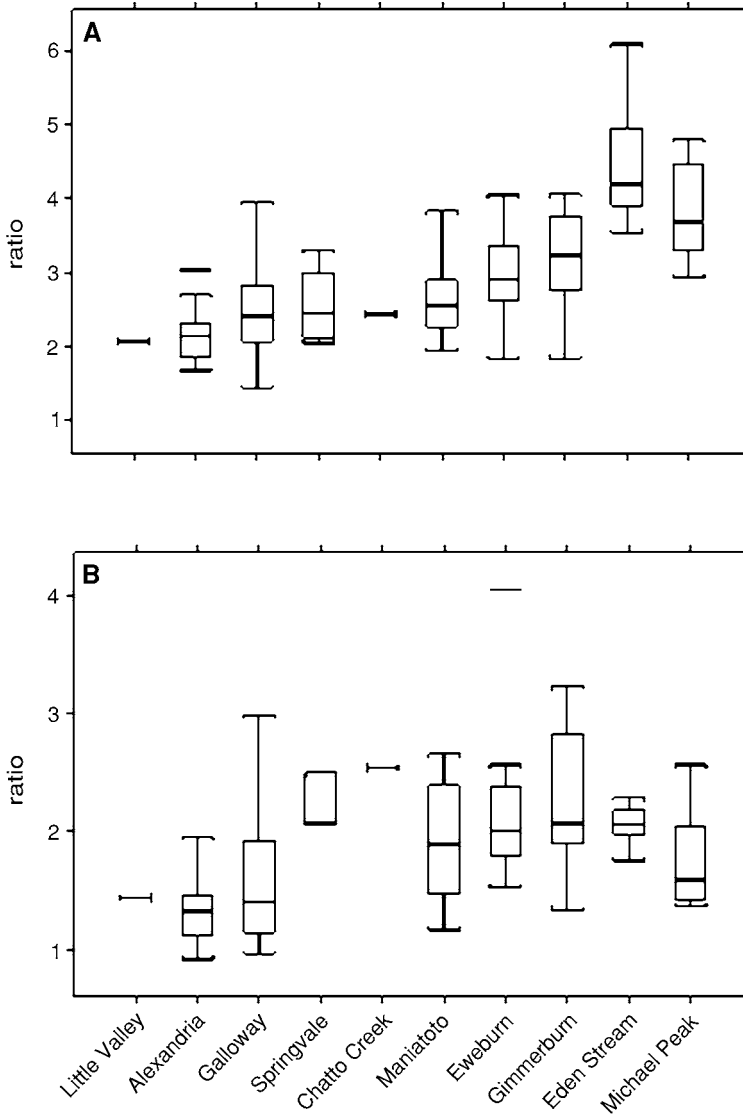 A
6
5
4
3
2
1
ratio
B
4
3
2
1
ratio
Little Valley
Alexandria
Galloway
Springvale
Chatto Creek
Maniatoto
Eweburn
Gimmerburn
Eden Stream
Michael Peak